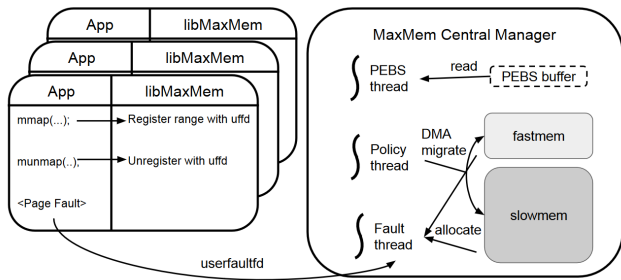 App libMaxMem
App libMaxMem
App libMaxMem
mmap(...); Register range with uffd
munmap(..); Unregister with uffd
<Page Fault>
userfaultfd
MaxMem Central Manager
PEBS
thread
read
PEBS buffer
Policy
thread
DMA
migrate
fastmem
slowmem
Fault
thread
allocate